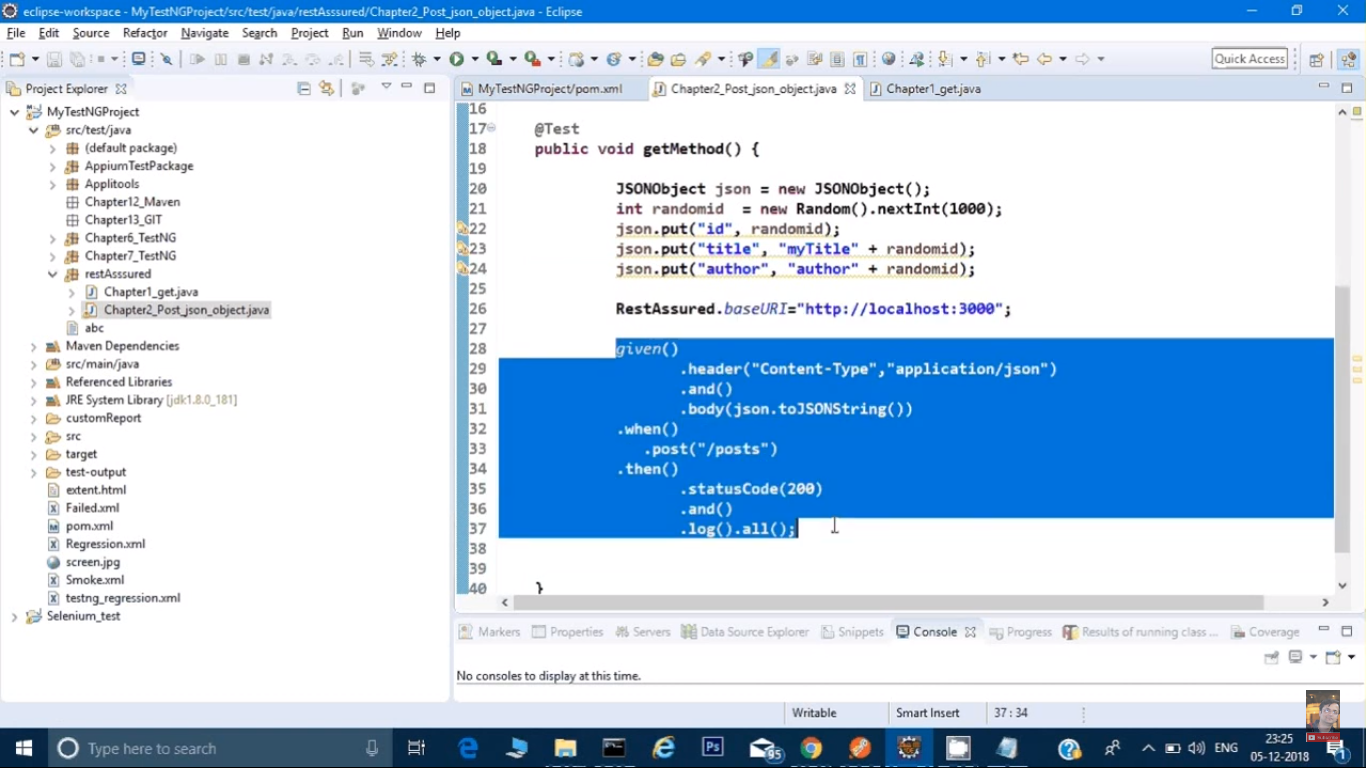 eclipse-workspace - MyTestNGProject/src/test/java/restAsssured/Chapter2_Post_json_object.java - Eclipse
File Edit Source Refactor Navigate Search Project Run Window Help
Quick Access
Project Explorer
MyTestNGProject
src/test/java
(default package)
AppiumTestPackage
Applitools
Chapter12_Maven
Chapter13_GIT
Chapter6_TestNG
Chapter7_TestNG
restAsssured
Chapter1_get.java
Chapter2_Post_json_object.java
abc
Maven Dependencies
src/main/java
Referenced Libraries
JRE System Library [jdk1.8.0_181]
customReport
src
target
test-output
extent.html
Failed.xml
pom.xml
Regression.xml
screen.jpg
Smoke.xml
testng_regression.xml
Selenium_test
MyTestNGProject/pom.xml Chapter2_Post_json_object.java Chapter1_get.java
16
17 @Test
18 public void getMethod() {
19
20 JSONObject json = new JSONObject();
21 int randomid = new Random().nextInt(1000);
22 json.put("id", randomid);
23 json.put("title", "myTitle" + randomid);
24 json.put("author", "author" + randomid);
25
26 RestAssured.baseURI="http://localhost:3000";
27
28 given()
29 .header("Content-Type","application/json")
30 .and()
31 .body(json.toJSONString())
32 .when()
33 .post("/posts")
34 .then()
35 .statusCode(200)
36 .and()
37 .log().all();
38
39
40 }
Markers Properties Servers Data Source Explorer Snippets Console Progress Results of running class ... Coverage
No consoles to display at this time.
Writable Smart Insert 37 : 34
Type here to search
95
ENG
23:25
05-12-2018